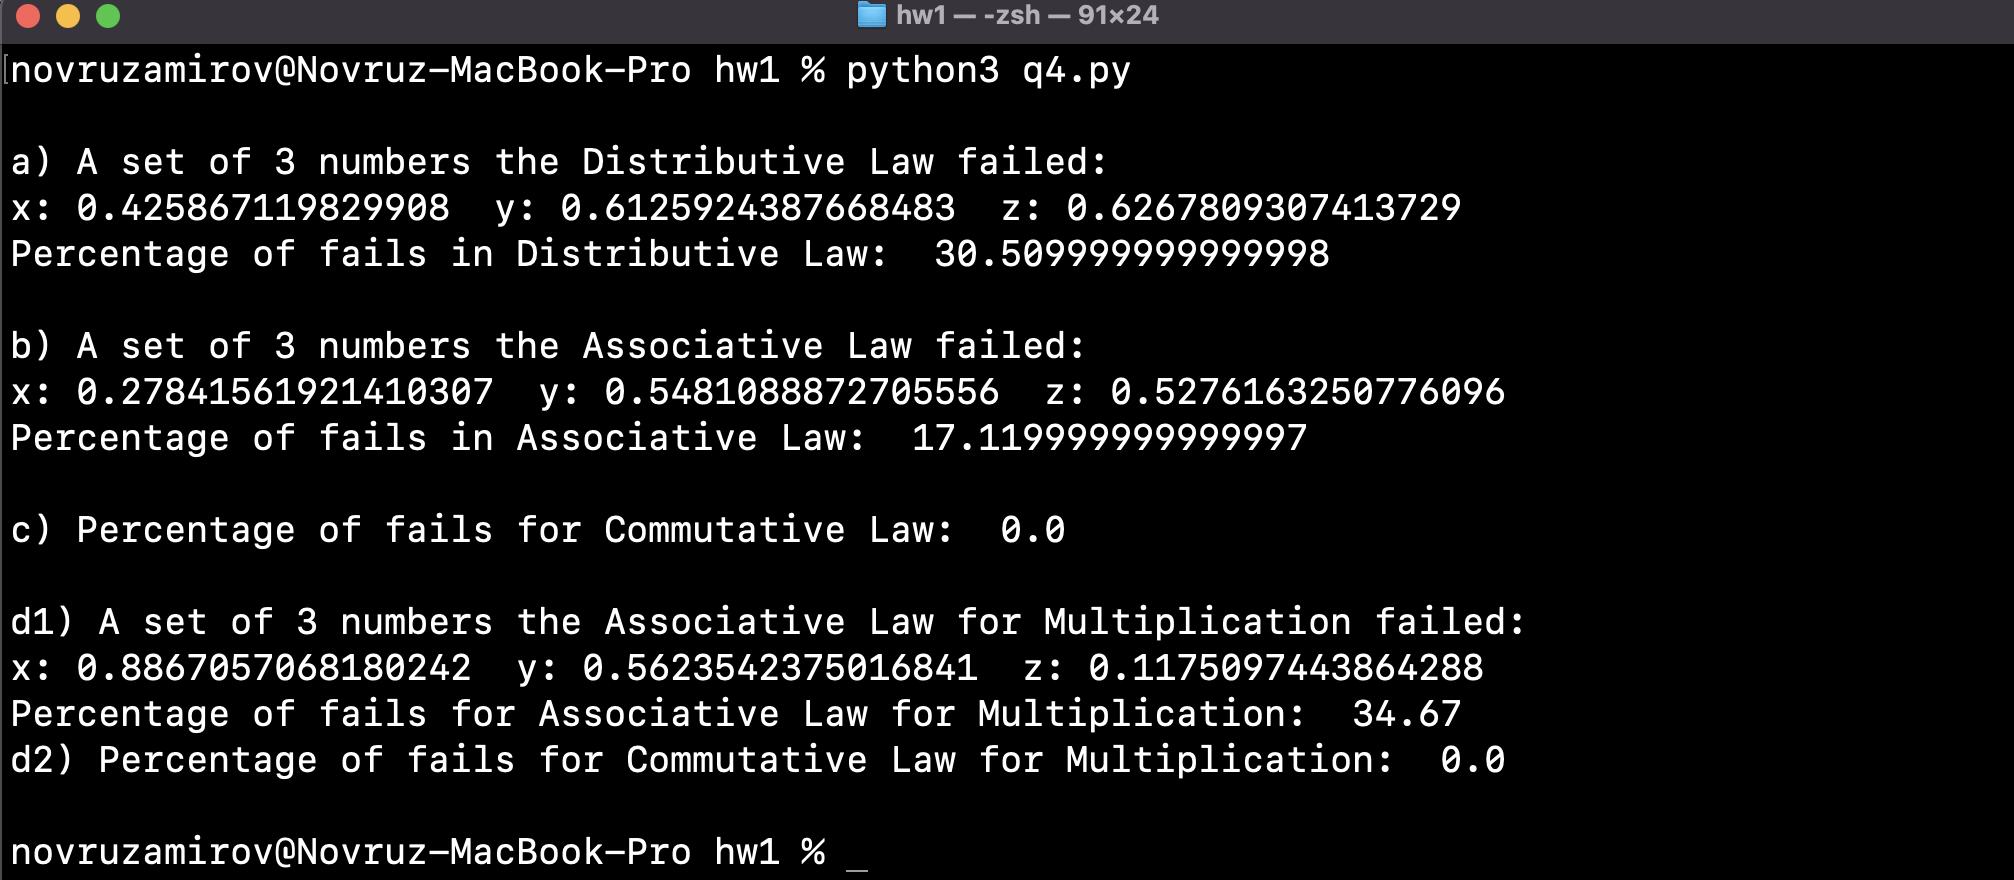 hw1 — -zsh — 91×24
novruzamirov@Novruz-MacBook-Pro hw1 % python3 q4.py
a) A set of 3 numbers the Distributive Law failed:
x: 0.425867119829908  y: 0.6125924387668483  z: 0.6267809307413729
Percentage of fails in Distributive Law:  30.509999999999998
b) A set of 3 numbers the Associative Law failed:
x: 0.27841561921410307  y: 0.5481088872705556  z: 0.5276163250776096
Percentage of fails in Associative Law:  17.119999999999997
c) Percentage of fails for Commutative Law:  0.0
d1) A set of 3 numbers the Associative Law for Multiplication failed:
x: 0.8867057068180242  y: 0.5623542375016841  z: 0.1175097443864288
Percentage of fails for Associative Law for Multiplication:  34.67
d2) Percentage of fails for Commutative Law for Multiplication:  0.0
novruzamirov@Novruz-MacBook-Pro hw1 % _